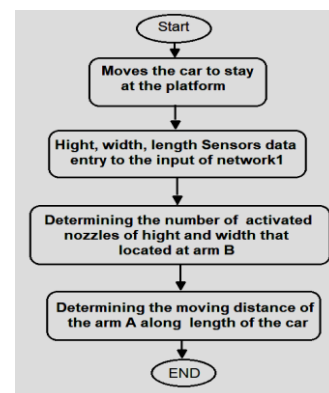 Start
Moves the car to stay
at the platform
Hight, width, length Sensors data
entry to the input of network1
Determining the number of activated
nozzles of hight and width that
located at arm B
Determining the moving distance of
the arm A along length of the car
END